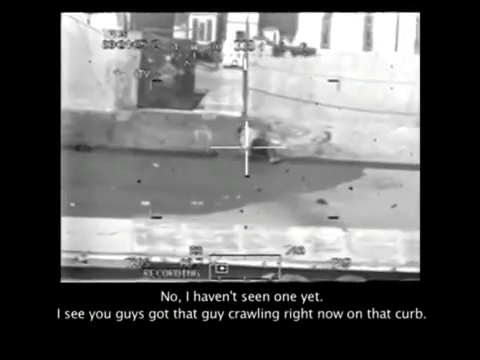 RECORDING
No, I haven't seen one yet.
I see you guys got that guy crawling right now on that curb.